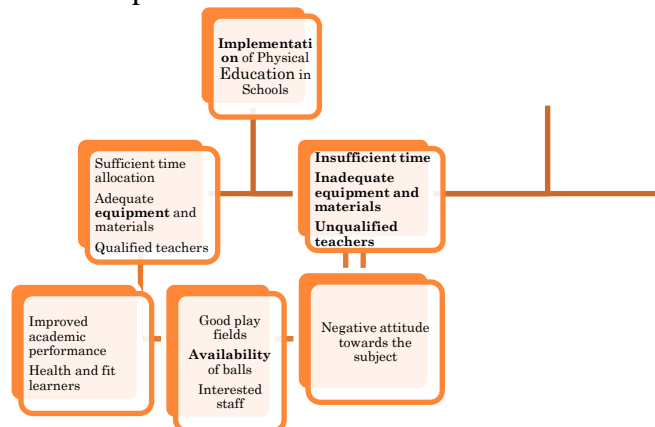 Implementati
on of Physical
Education in
Schools
Sufficient time
allocation
Adequate
equipment and
materials
Qualified teachers
Insufficient time
Inadequate
equipment and
materials
Unqualified
teachers
Improved
academic
performance
Health and fit
learners
Good play
fields
Availability
of balls
Interested
staff
Negative attitude
towards the
subject